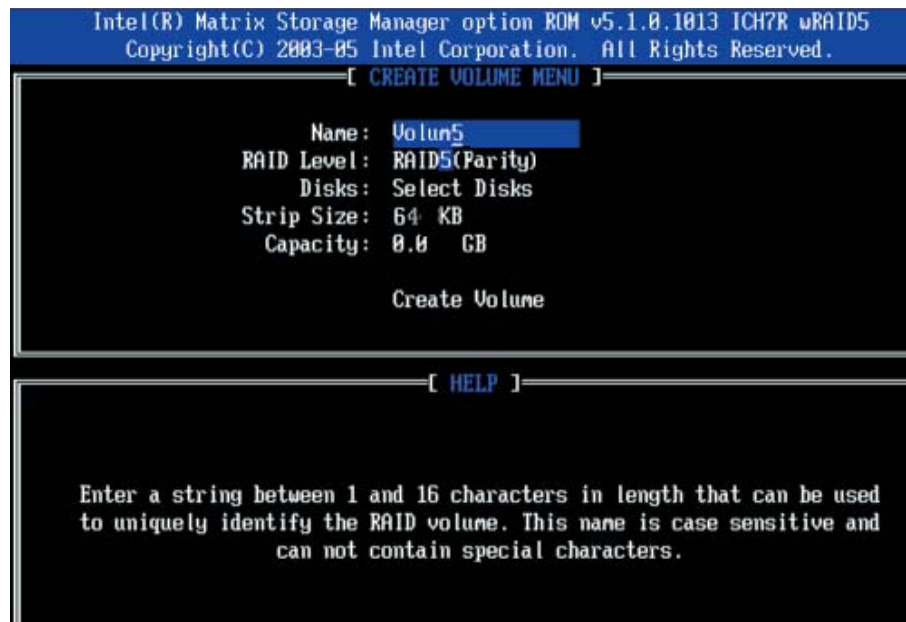 Intel(R) Matrix Storage Manager option ROM v5.1.0.1013 ICH7R wRAID5
Copyright(C) 2003-05 Intel Corporation. All Rights Reserved.
[ CREATE VOLUME MENU ]
Name: Volum5
RAID Level: RAID5(Parity)
Disks: Select Disks
Strip Size: 64 KB
Capacity: 0.0 GB
Create Volume
[ HELP ]
Enter a string between 1 and 16 characters in length that can be used
to uniquely identify the RAID volume. This name is case sensitive and
can not contain special characters.